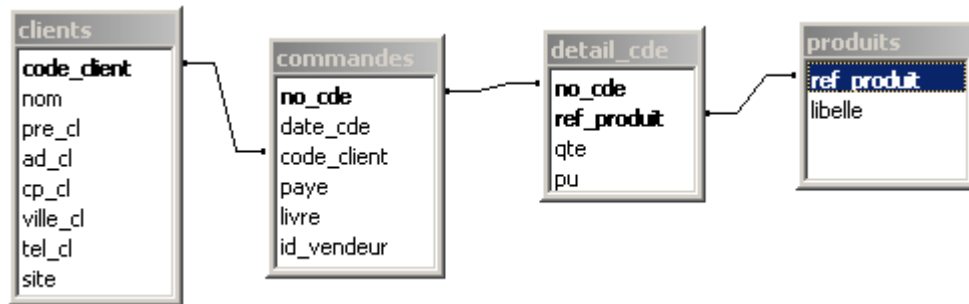 clients
code_client
nom
pre_cl
ad_cl
cp_cl
ville_cl
tel_cl
site
commandes
no_cde
date_cde
code_client
paye
livre
id_vendeur
detail_cde
no_cde
ref_produit
qte
pu
produits
ref_produit
libelle